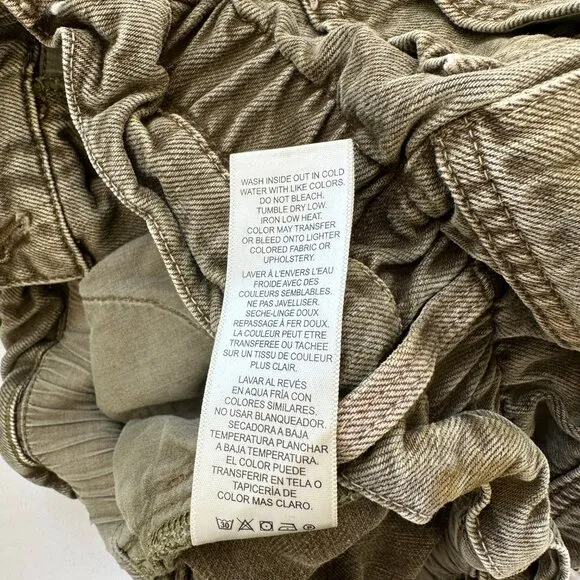 WASH INSIDE OUT IN COLD
WATER WITH LIKE COLORS.
DO NOT BLEACH.
TUMBLE DRY LOW.
IRON LOW HEAT.
COLOR MAY TRANSFER
OR BLEED ONTO LIGHTER
COLORED FABRIC OR
UPHOLSTERY.
LAVER À L'ENVERS L'EAU
FROIDE AVEC DES
COULEURS SEMBLABLES.
NE PAS JAVELLISER.
SECHE-LINGE DOUX
REPASSAGE À FER DOUX.
LA COULEUR PEUT ETRE
TRANSFEREE OU TACHEE
SUR UN TISSU DE COULEUR
PLUS CLAIR.
LAVAR AL REVÉS
EN AQUA FRÍA CON
COLORES SIMILARES.
NO USAR BLANQUEADOR.
SECADORA A BAJA
TEMPERATURA PLANCHAR
A BAJA TEMPERATURA.
EL COLOR PUEDE
TRANSFERIR EN TELA O
TAPICERÍA DE
COLOR MAS CLARO.
30 P